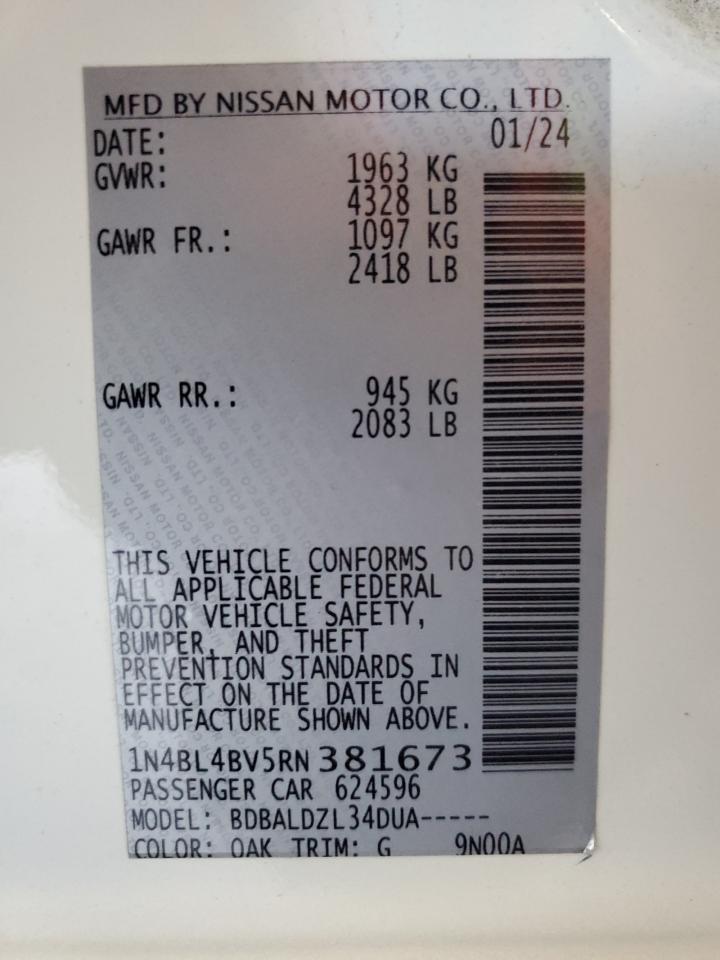 MFD BY NISSAN MOTOR CO., LTD.
DATE: 01/24
GVWR: 1963 KG
4328 LB
GAWR FR.: 1097 KG
2418 LB
GAWR RR.: 945 KG
2083 LB
THIS VEHICLE CONFORMS TO
ALL APPLICABLE FEDERAL
MOTOR VEHICLE SAFETY,
BUMPER, AND THEFT
PREVENTION STANDARDS IN
EFFECT ON THE DATE OF
MANUFACTURE SHOWN ABOVE.
1N4BL4BV5RN381673
PASSENGER CAR 624596
MODEL: BDBALDZL34DUA-----
COLOR: QAK TRIM: G 9N00A